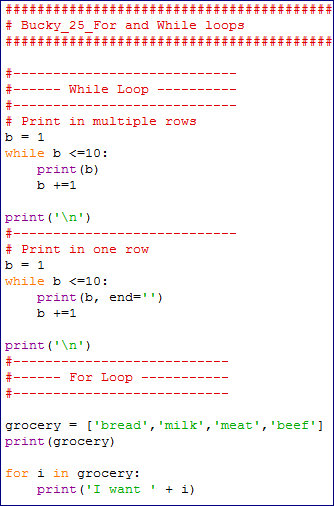 ###########################################
# Bucky_25_For and While loops
###########################################
#----------------------------
#------ While Loop ----------
#----------------------------
# Print in multiple rows
b = 1
while b <=10:
    print(b)
    b +=1
print('\n')
#----------------------------
# Print in one row
b = 1
while b <=10:
    print(b, end='')
    b +=1
print('\n')
#---------------------------
#------ For Loop -----------
#---------------------------
grocery = ['bread','milk','meat','beef']
print(grocery)
for i in grocery:
    print('I want ' + i)